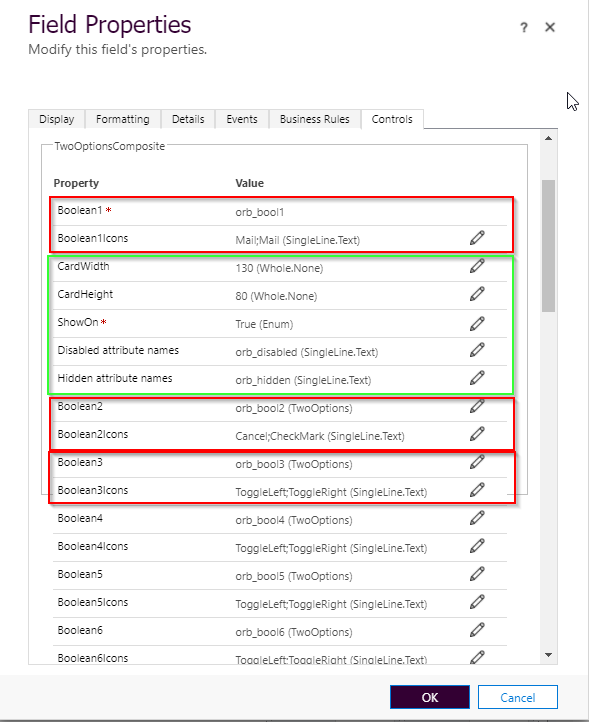 Field Properties
? ×
Modify this field's properties.
Display Formatting Details Events Business Rules Controls
TwoOptionsComposite
Property Value
Boolean1 * orb_bool1
Boolean1Icons Mail;Mail (SingleLine.Text)
CardWidth 130 (Whole.None)
CardHeight 80 (Whole.None)
ShowOn * True (Enum)
Disabled attribute names orb_disabled (SingleLine.Text)
Hidden attribute names orb_hidden (SingleLine.Text)
Boolean2 orb_bool2 (TwoOptions)
Boolean2Icons Cancel;CheckMark (SingleLine.Text)
Boolean3 orb_bool3 (TwoOptions)
Boolean3Icons ToggleLeft;ToggleRight (SingleLine.Text)
Boolean4 orb_bool4 (TwoOptions)
Boolean4Icons ToggleLeft;ToggleRight (SingleLine.Text)
Boolean5 orb_bool5 (TwoOptions)
Boolean5Icons ToggleLeft;ToggleRight (SingleLine.Text)
Boolean6 orb_bool6 (TwoOptions)
Boolean6Icons ToggleLeft;ToggleRight (SingleLine.Text)
OK Cancel